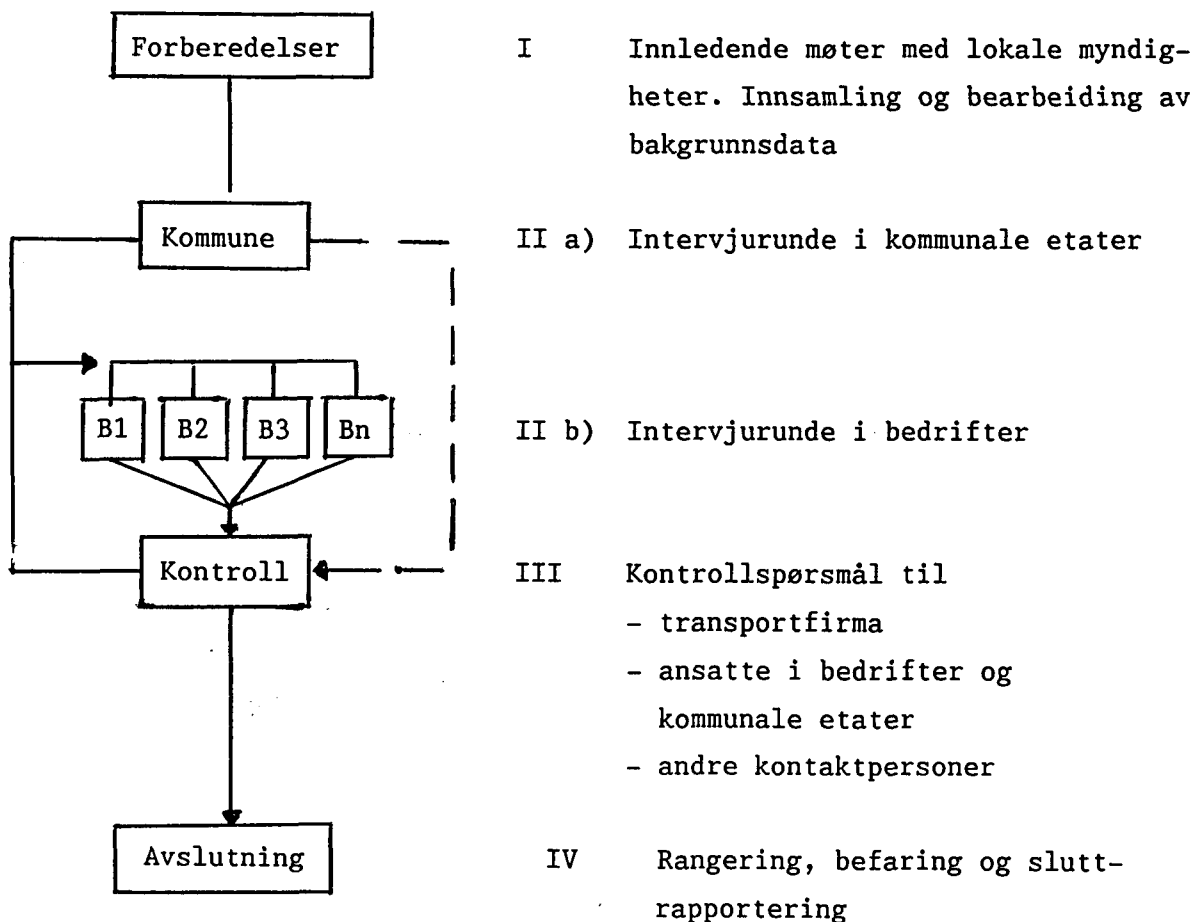 Forberedelser
I Innledende møter med lokale myndig-
heter. Innsamling og bearbeiding av
bakgrunnsdata
Kommune
II a) Intervjurunde i kommunale etater
B1 B2 B3 Bn
II b) Intervjurunde i bedrifter
Kontroll
III Kontrollspørsmål til
- transportfirma
- ansatte i bedrifter og
kommunale etater
- andre kontaktpersoner
Avslutning
IV Rangering, befaring og slutt-
rapportering